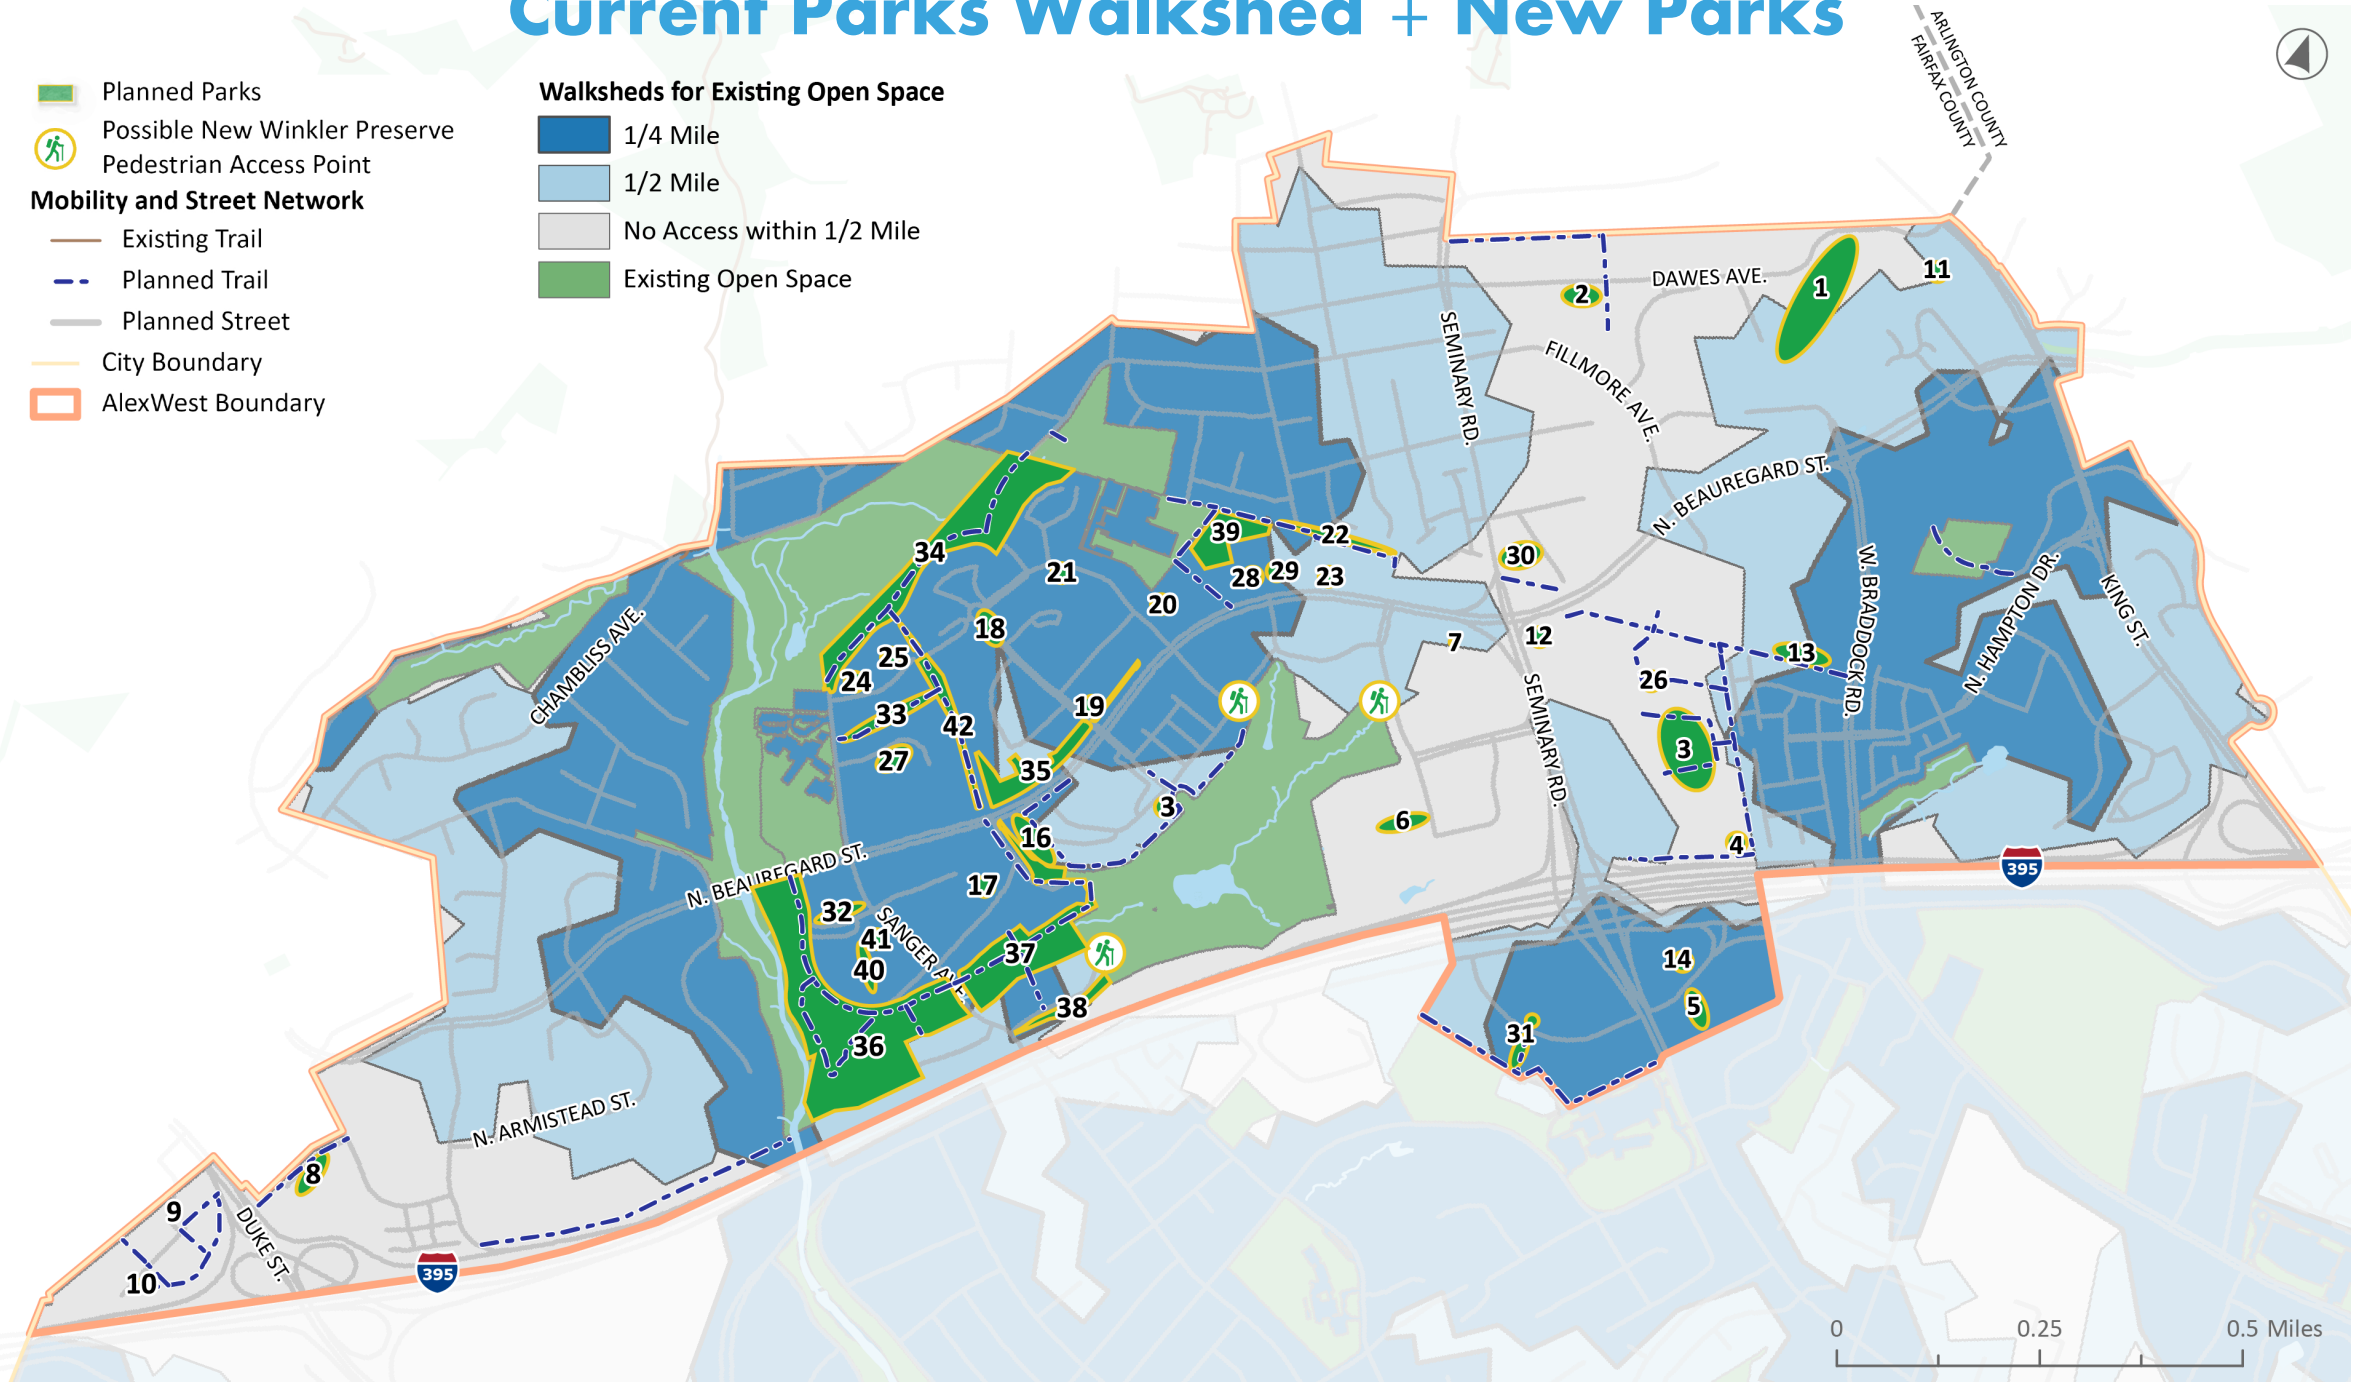 Current Parks Walkshed + New Parks
Planned Parks
Possible New Winkler Preserve
Pedestrian Access Point
Mobility and Street Network
Existing Trail
Planned Trail
Planned Street
City Boundary
AlexWest Boundary
Walksheds for Existing Open Space
1/4 Mile
1/2 Mile
No Access within 1/2 Mile
Existing Open Space
ARLINGTON COUNTY
FAIRFAX COUNTY
DAWES AVE.
1
11
2
SEMINARY RD.
FILLMORE AVE.
N. BEAUREGARD ST.
39
22
34
30
21
28
29
23
20
W. BRADDOCK RD.
N. HAMPTON DR.
KING ST.
CHAMBLISS AVE.
18
7
12
25
13
24
26
33
42
19
SEMINARY RD.
27
35
3
3
6
16
4
N. BEAUREGARD ST.
395
17
32
SANGER AVE.
41
40
37
14
38
5
31
36
N. ARMISTEAD ST.
8
9
DUKE ST.
10
395
0
0.25
0.5 Miles